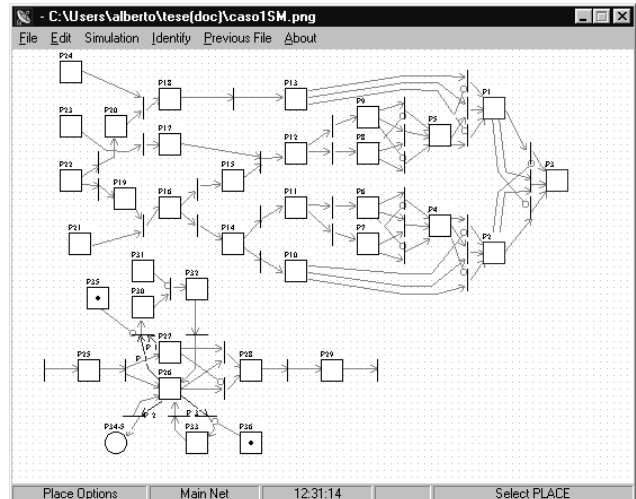 - C:\Users\alberto\tese(doc)\caso1SM.png
File Edit Simulation Identify Previous File About
P24
P18
P13
P1
P23
P20
P9
P17
P12
P8
P5
P22
P15
P3
P19
P16
P11
P6
P4
P21
P14
P7
P2
P10
P31
P32
P35
P30
P27
P25
P28
P29
P26
P34-5
P 2
P33
P36
Place Options Main Net 12:31:14 Select PLACE